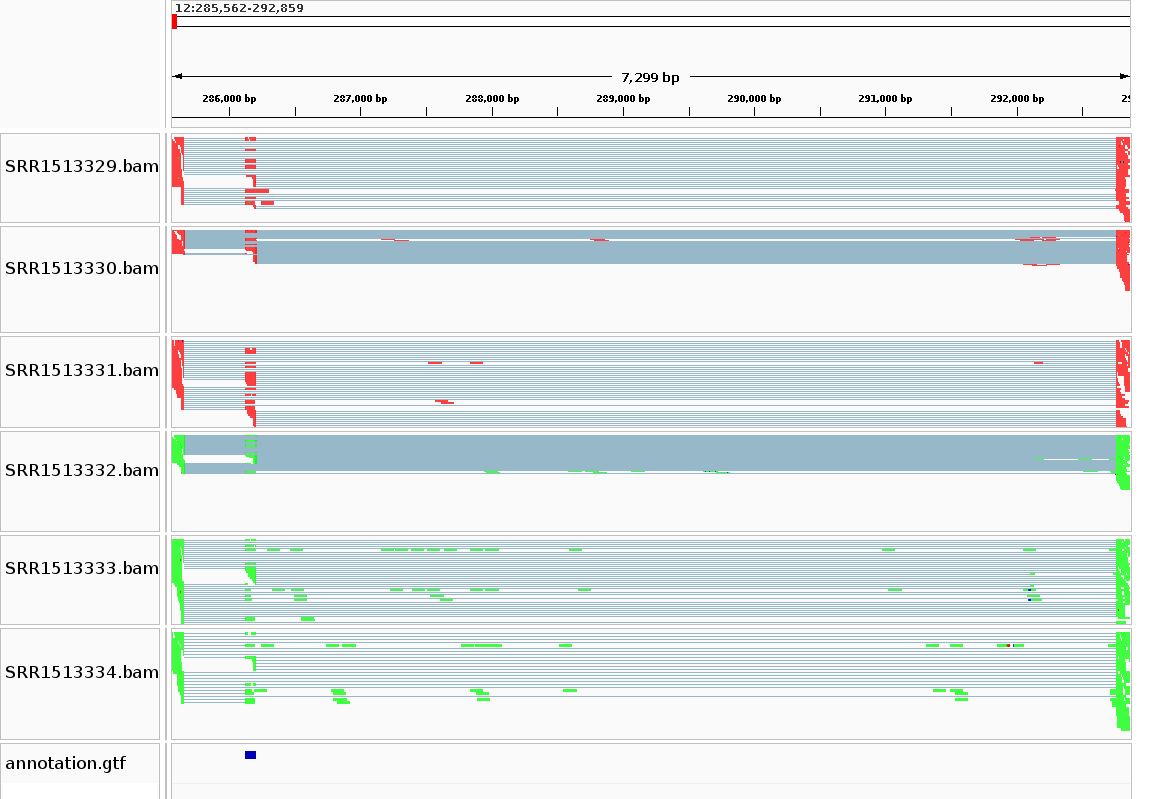 12:285,562-292,859
7,299 bp
286,000 bp 287,000 bp 288,000 bp 289,000 bp 290,000 bp 291,000 bp 292,000 bp 29
SRR1513329.bam
SRR1513330.bam
SRR1513331.bam
SRR1513332.bam
SRR1513333.bam
SRR1513334.bam
annotation.gtf